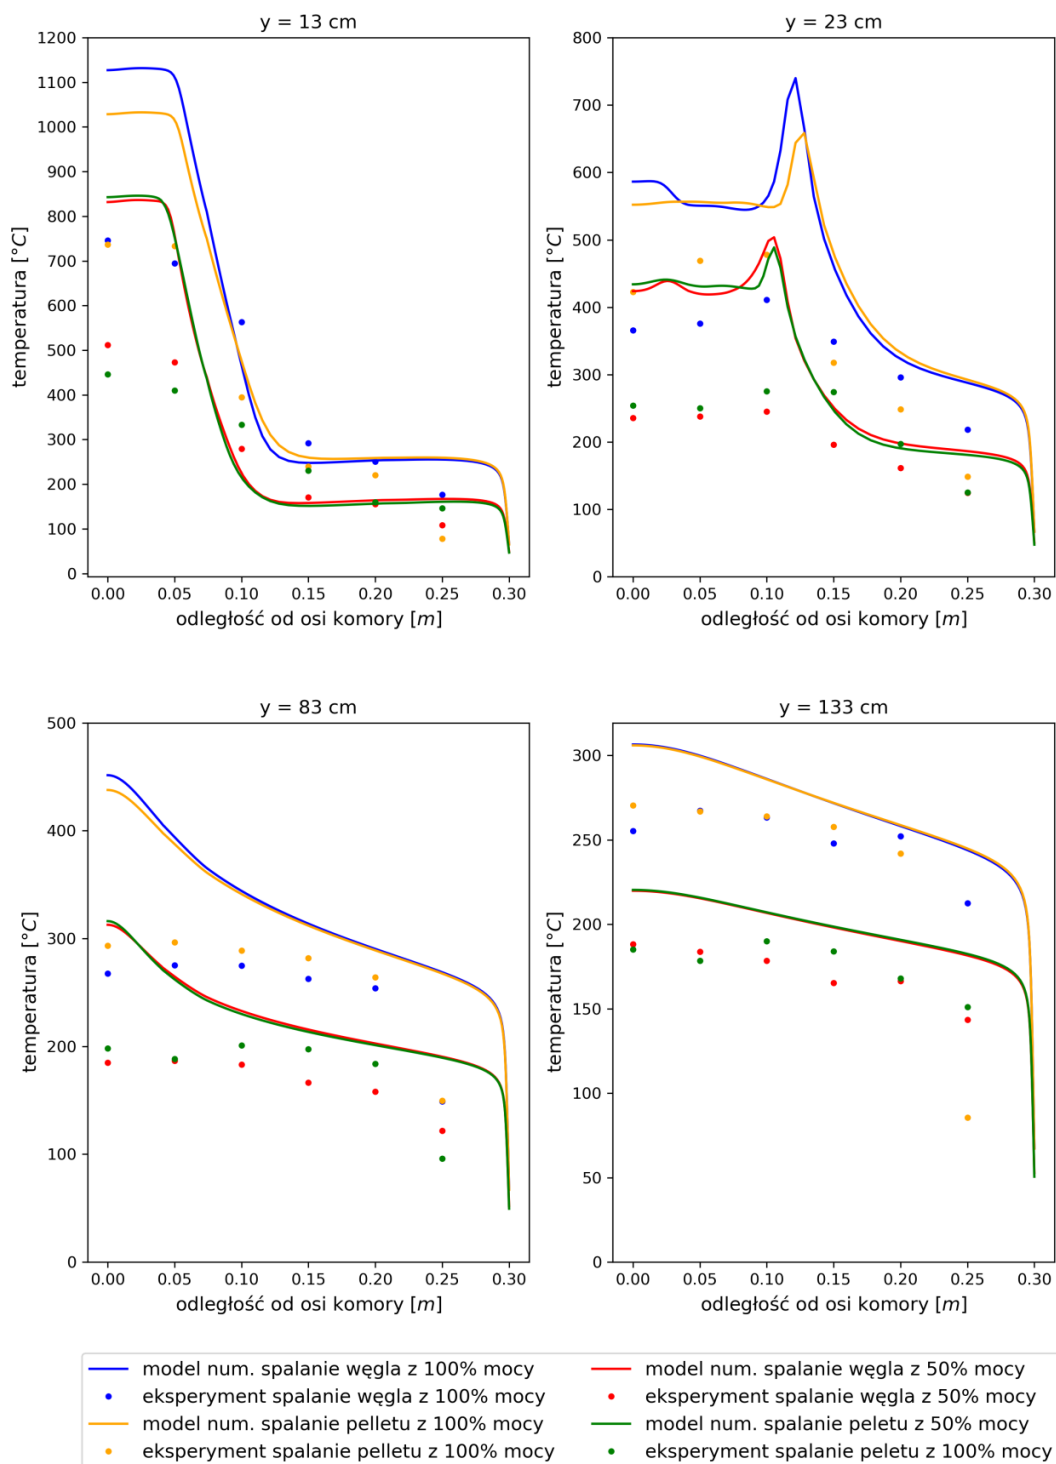 y = 13 cm
1200
1100
1000
900
800
700
600
500
400
300
200
100
0
temperatura [°C]
0.00 0.05 0.10 0.15 0.20 0.25 0.30
odległość od osi komory [m]
y = 23 cm
800
700
600
500
400
300
200
100
0
temperatura [°C]
0.00 0.05 0.10 0.15 0.20 0.25 0.30
odległość od osi komory [m]
y = 83 cm
500
400
300
200
100
0
temperatura [°C]
0.00 0.05 0.10 0.15 0.20 0.25 0.30
odległość od osi komory [m]
y = 133 cm
300
250
200
150
100
50
0
temperatura [°C]
0.00 0.05 0.10 0.15 0.20 0.25 0.30
odległość od osi komory [m]
model num. spalanie węgla z 100% mocy
eksperyment spalanie węgla z 100% mocy
model num. spalanie pelletu z 100% mocy
eksperyment spalanie pelletu z 100% mocy
model num. spalanie węgla z 50% mocy
eksperyment spalanie węgla z 50% mocy
model num. spalanie peletu z 50% mocy
eksperyment spalanie peletu z 100% mocy